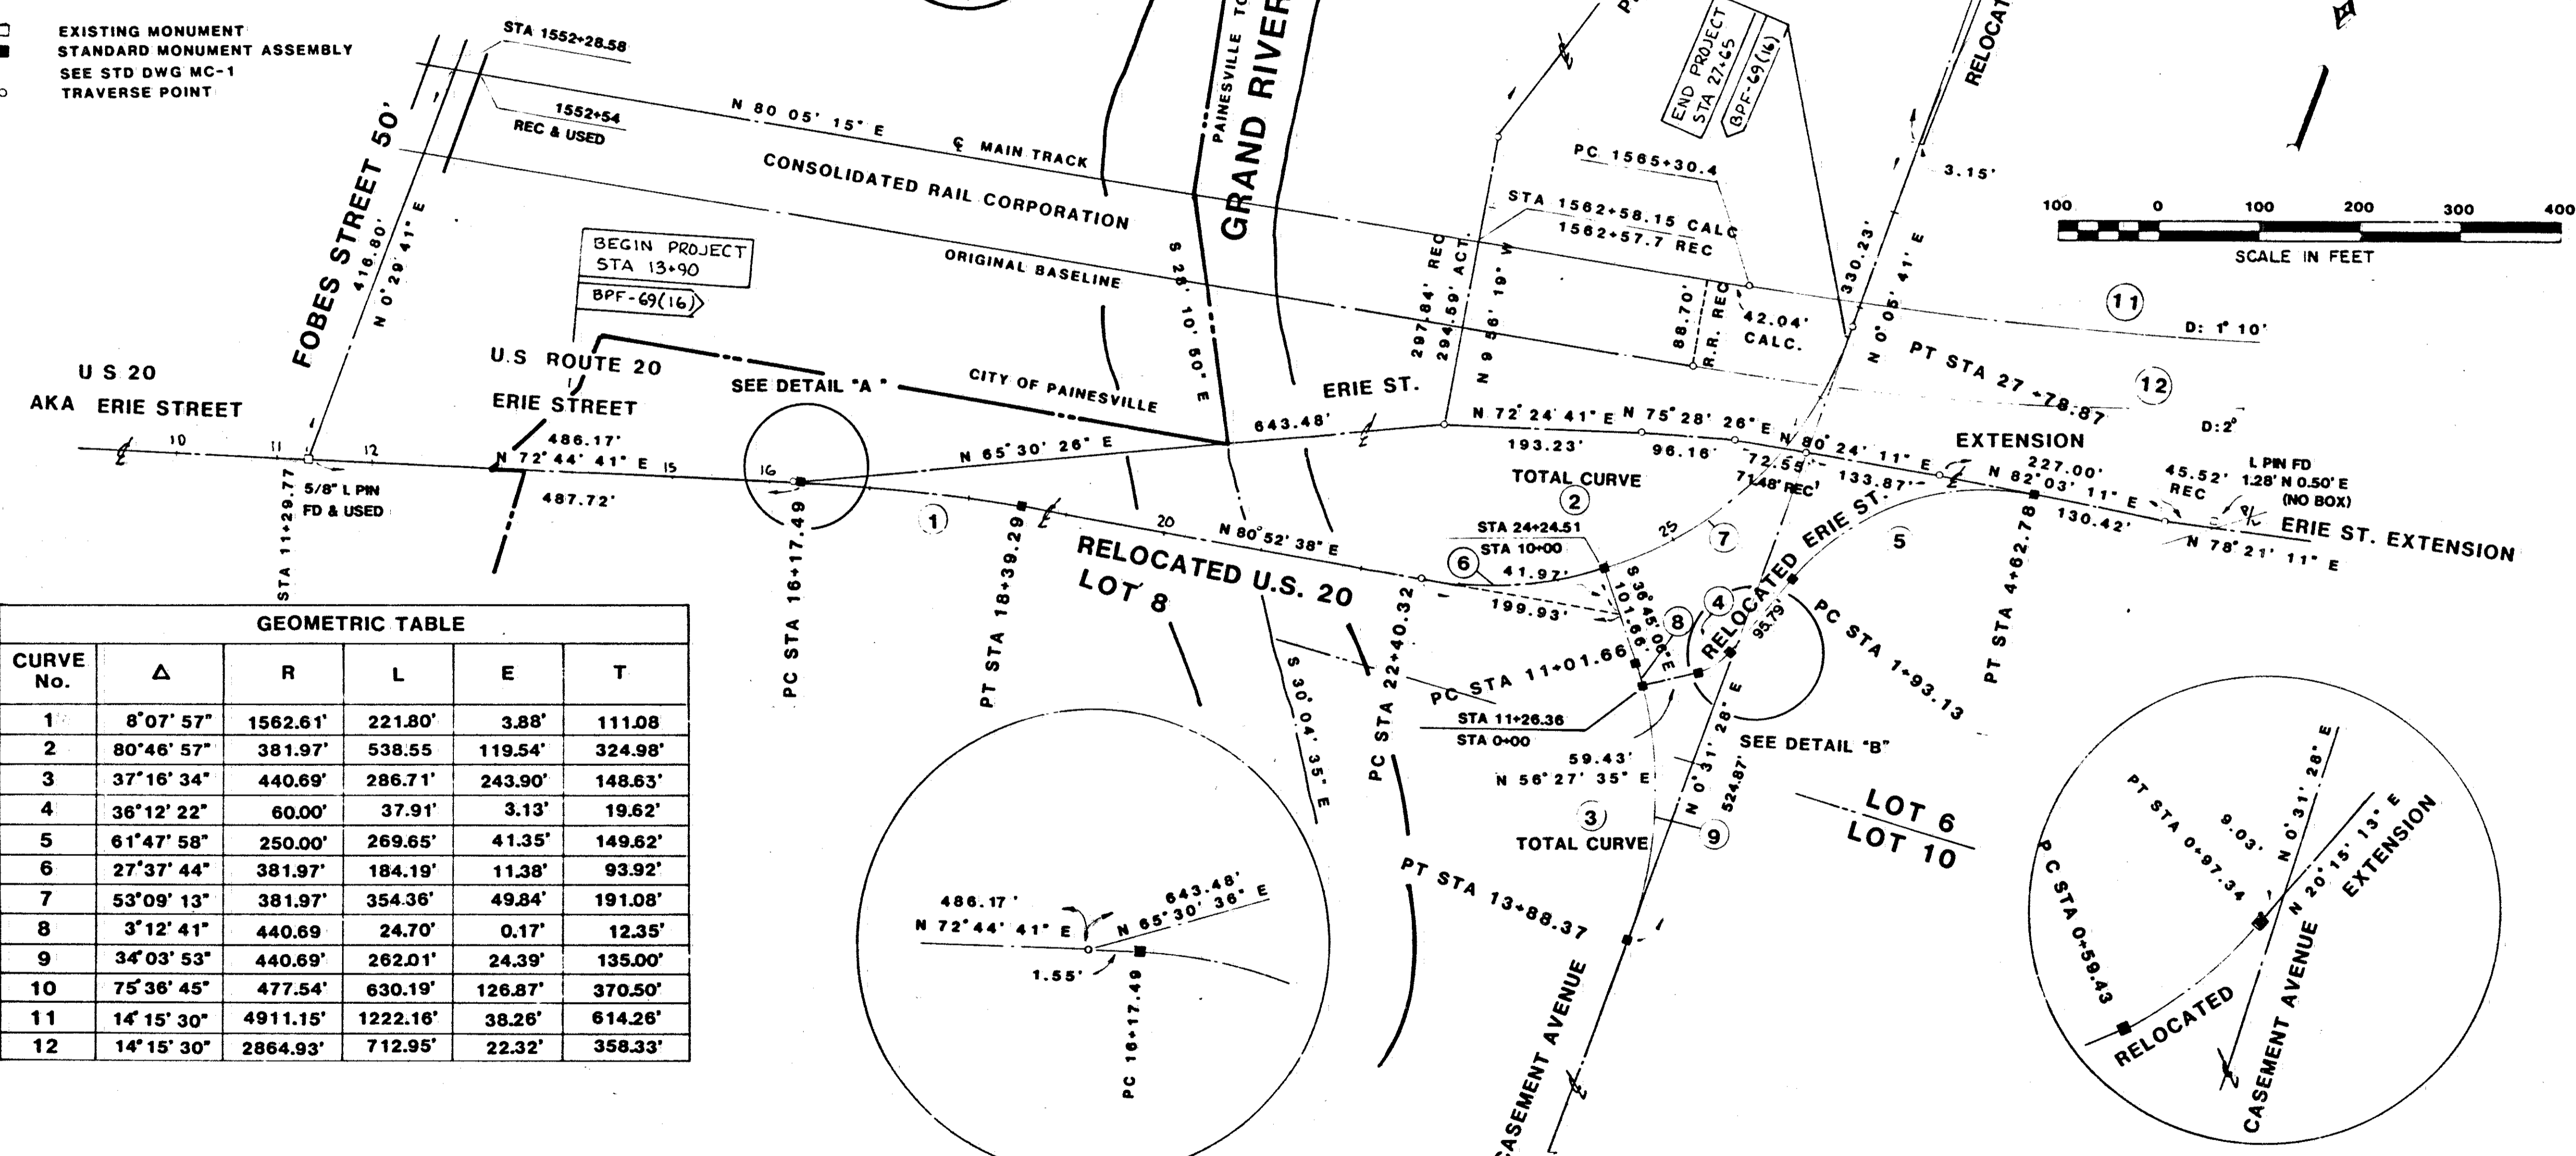 EXISTING MONUMENT
STANDARD MONUMENT ASSEMBLY
SEE STD DWG MC-1
TRAVERSE POINT
STA 1552+28.58
1552+54
REC & USED
FOBES STREET 50'
416.80'
N 0° 29' 41" E
N 80 05' 15" E
℄ MAIN TRACK
CONSOLIDATED RAIL CORPORATION
ORIGINAL BASELINE
BEGIN PROJECT
STA 13+90
BPF-69(16)
U S 20
AKA ERIE STREET
U.S ROUTE 20
ERIE STREET
SEE DETAIL "A"
CITY OF PAINESVILLE
10
11
12
15
16
20
25
486.17'
N 72° 44' 41" E
487.72'
5/8" L PIN
FD & USED
STA 11+29.77
PC STA 16+17.49
PT STA 18+39.29
1
N 65° 30' 26" E
643.48'
ERIE ST.
PAINESVILLE
GRAND RIVER
S 28° 10' 50" E
N 80° 52' 38" E
RELOCATED U.S. 20
LOT 8
END PROJECT
STA 27+65
BPF-69(16)
RELOCAT
PC 1565+30.4
STA 1562+58.15 CALC
1562+57.7 REC
297.84' REC
294.59' ACT.
N 9 56' 19" W
88.70'
R.R. REC
42.04'
CALC.
330.23'
N 0° 05' 41" E
3.15'
100 0 100 200 300 400
SCALE IN FEET
11
D: 1° 10'
12
D:2°
PT STA 27+78.87
N 72° 24' 41" E
193.23'
N 75° 28' 26" E
96.16'
N 80° 24' 11" E
72.55'
71.48' REC
133.87'
EXTENSION
227.00'
N 82° 03' 11" E
130.42'
45.52'
REC
L PIN FD
1.28' N 0.50' E
(NO BOX)
℄
ERIE ST. EXTENSION
N 78° 21' 11" E
TOTAL CURVE
2
STA 24+24.51
STA 10+00
41.97'
6
199.93'
7
5
S 36° 45' 06" E
101.66'
8
4
RELOCATED ERIE ST.
95.79'
PC STA 22+40.32
PC STA 11+01.66
STA 11+26.36
STA 0+00
S 30° 04' 35" E
PC STA 1+93.13
PT STA 4+62.78
59.43'
N 56° 27' 35" E
N 0° 31' 28" E
524.87'
SEE DETAIL "B"
3
TOTAL CURVE
9
LOT 6
LOT 10
PT STA 13+88.37
CASEMENT AVENUE
GEOMETRIC TABLE
CURVE No. Δ R L E T
1 8° 07' 57" 1562.61' 221.80' 3.88' 111.08
2 80° 46' 57" 381.97' 538.55 119.54' 324.98'
3 37° 16' 34" 440.69' 286.71' 243.90' 148.63'
4 36° 12' 22" 60.00' 37.91' 3.13' 19.62'
5 61° 47' 58" 250.00' 269.65' 41.35' 149.62'
6 27° 37' 44" 381.97' 184.19' 11.38' 93.92'
7 53° 09' 13" 381.97' 354.36' 49.84' 191.08'
8 3° 12' 41" 440.69 24.70' 0.17' 12.35'
9 34° 03' 53" 440.69' 262.01' 24.39' 135.00'
10 75° 36' 45" 477.54' 630.19' 126.87' 370.50'
11 14° 15' 30" 4911.15' 1222.16' 38.26' 614.26'
12 14° 15' 30" 2864.93' 712.95' 22.32' 358.33'
486.17'
N 72° 44' 41" E
643.48'
N 65° 30' 36" E
1.55'
PC 16+17.49
PT STA 0+97.34
9.03'
N 0° 31' 28" E
N 20° 15' 13" E
EXTENSION
PC STA 0+59.43
RELOCATED
CASEMENT AVENUE